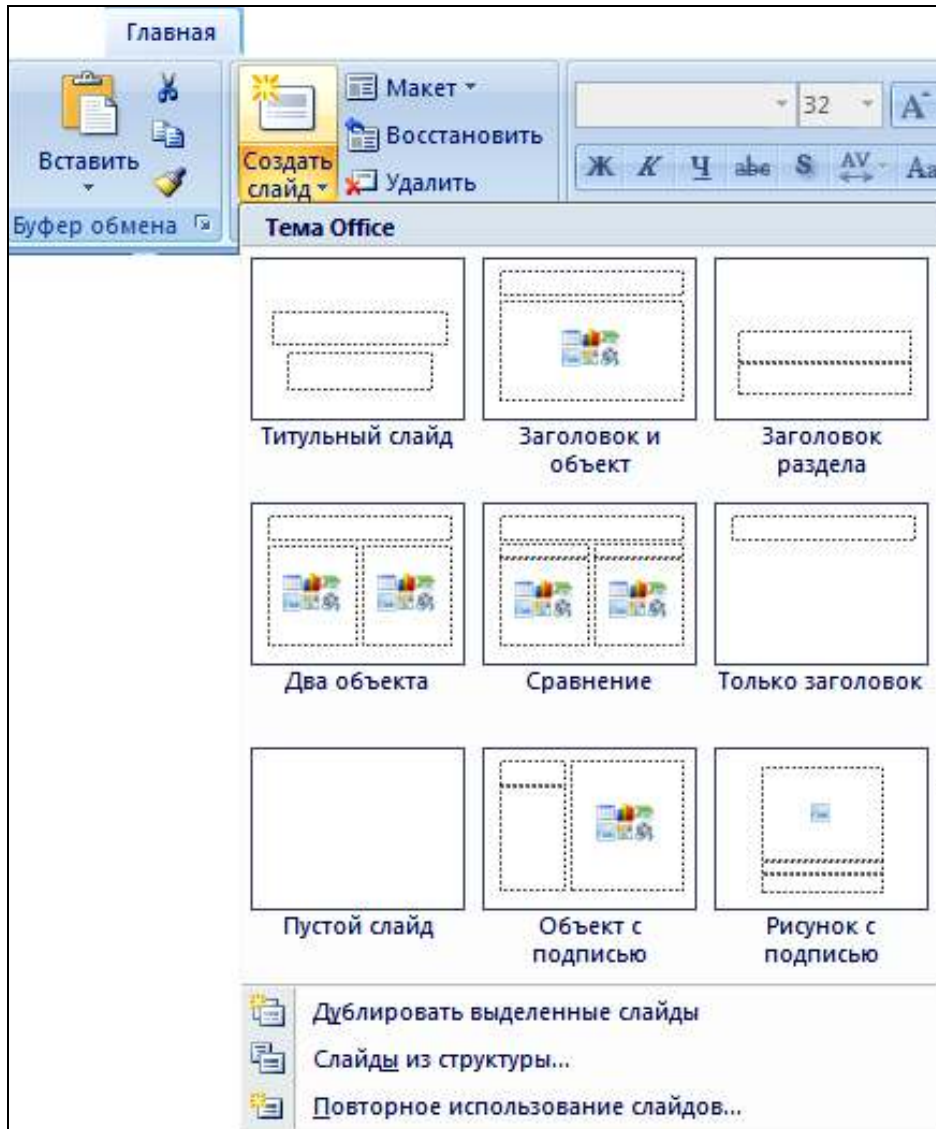 Главная
Вставить
Буфер обмена
Создать
слайд
Макет
Восстановить
Удалить
32
A
Ж К Ч abe S AV Aa
Тема Office
Титульный слайд
Заголовок и
объект
Заголовок
раздела
Два объекта
Сравнение
Только заголовок
Пустой слайд
Объект с
подписью
Рисунок с
подписью
Дублировать выделенные слайды
Слайды из структуры...
Повторное использование слайдов...